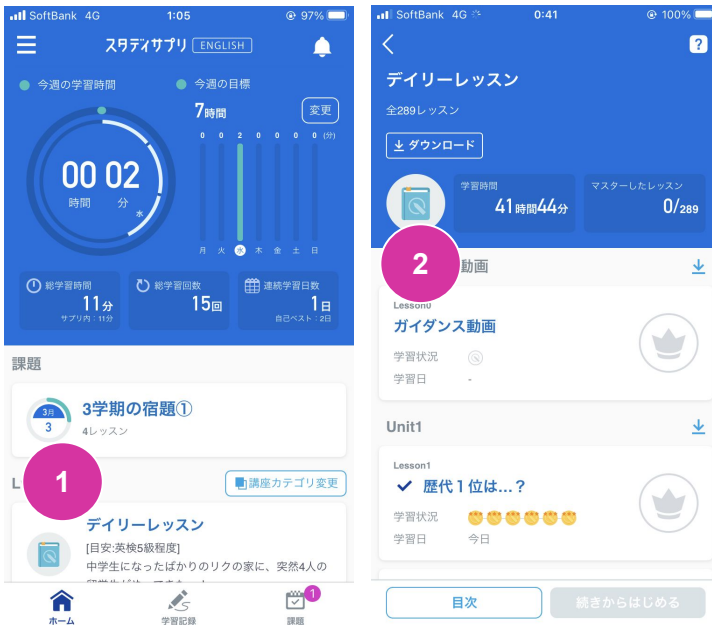 SoftBank 4G 1:05 97%
スタディサプリ ENGLISH
今週の学習時間
今週の目標
7時間
変更
0 0 2 0 0 0 0 (分)
00 02
時間 分
水
月 火 水 木 金 土 日
総学習時間
11分
サプリ内:11分
総学習回数
15回
連続学習日数
1日
自己ベスト:2日
課題
3月
3
3学期の宿題①
4レッスン
L
1
講座カテゴリ変更
デイリーレッスン
[目安:英検5級程度]
中学生になったばかりのリクの家に、突然4人の
ホーム
学習記録
課題
1
SoftBank 4G 0:41 100%
?
デイリーレッスン
全289レッスン
ダウンロード
学習時間
41時間44分
マスターしたレッスン
0/289
2
動画
Lesson0
ガイダンス動画
学習状況
学習日 -
Unit1
Lesson1
歴代1位は…?
学習状況
学習日 今日
目次
続きからはじめる